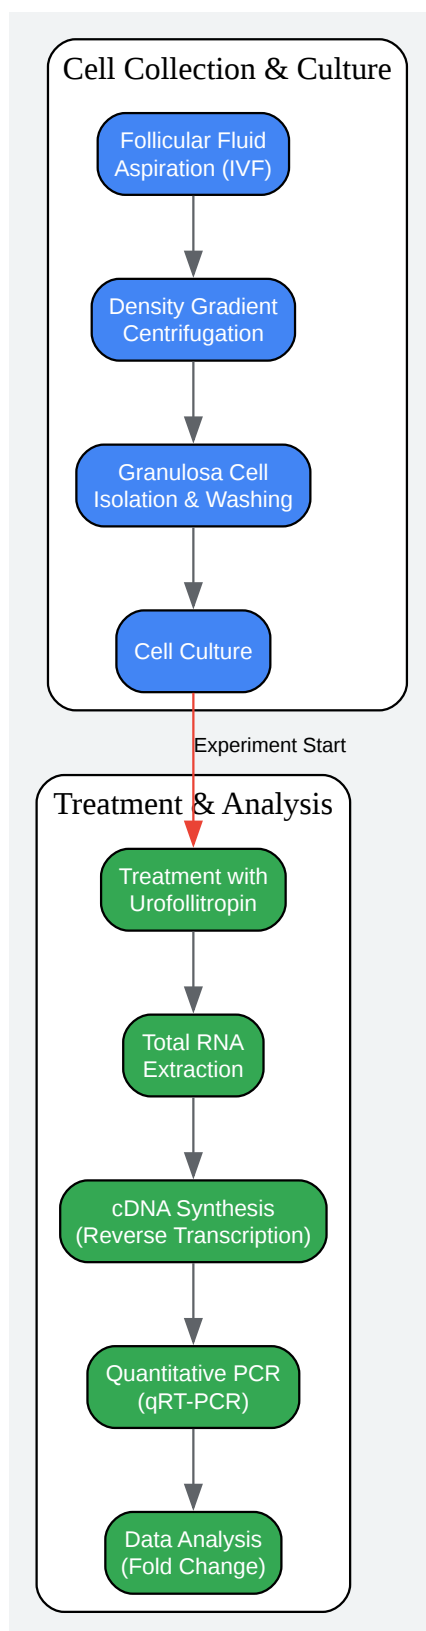 Cell Collection & Culture
Follicular Fluid
Aspiration (IVF)
Density Gradient
Centrifugation
Granulosa Cell
Isolation & Washing
Cell Culture
Experiment Start
Treatment & Analysis
Treatment with
Urofollitropin
Total RNA
Extraction
cDNA Synthesis
(Reverse Transcription)
Quantitative PCR
(qRT-PCR)
Data Analysis
(Fold Change)